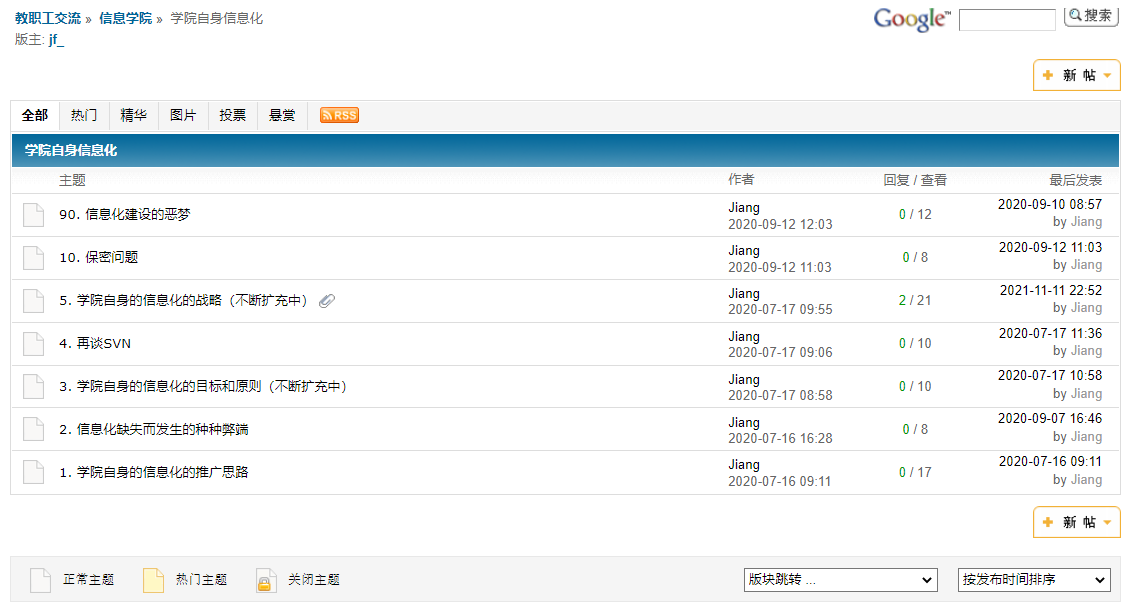 教职工交流 » 信息学院 » 学院自身信息化
Google™ 搜索
版主: jf_
新 帖
全部 热门 精华 图片 投票 悬赏 RSS
学院自身信息化
主题 作者 回复 / 查看 最后发表
90. 信息化建设的恶梦 Jiang 0 / 12 2020-09-10 08:57
2020-09-12 12:03 by Jiang
10. 保密问题 Jiang 0 / 8 2020-09-12 11:03
2020-09-12 11:03 by Jiang
5. 学院自身的信息化的战略（不断扩充中） Jiang 2 / 21 2021-11-11 22:52
2020-07-17 09:55 by Jiang
4. 再谈SVN Jiang 0 / 10 2020-07-17 11:36
2020-07-17 09:06 by Jiang
3. 学院自身的信息化的目标和原则（不断扩充中） Jiang 0 / 10 2020-07-17 10:58
2020-07-17 08:58 by Jiang
2. 信息化缺失而发生的种种弊端 Jiang 0 / 8 2020-09-07 16:46
2020-07-16 16:28 by Jiang
1. 学院自身的信息化的推广思路 Jiang 0 / 17 2020-07-16 09:11
2020-07-16 09:11 by Jiang
新 帖
正常主题 热门主题 关闭主题 版块跳转 ... 按发布时间排序